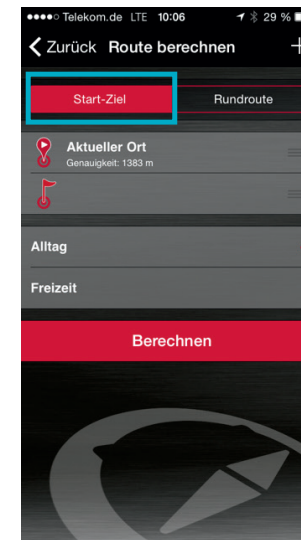 Telekom.de LTE 10:06 29 %
Zurück Route berechnen +
Start-Ziel Rundroute
Aktueller Ort
Genauigkeit: 1383 m
Alltag
Freizeit
Berechnen